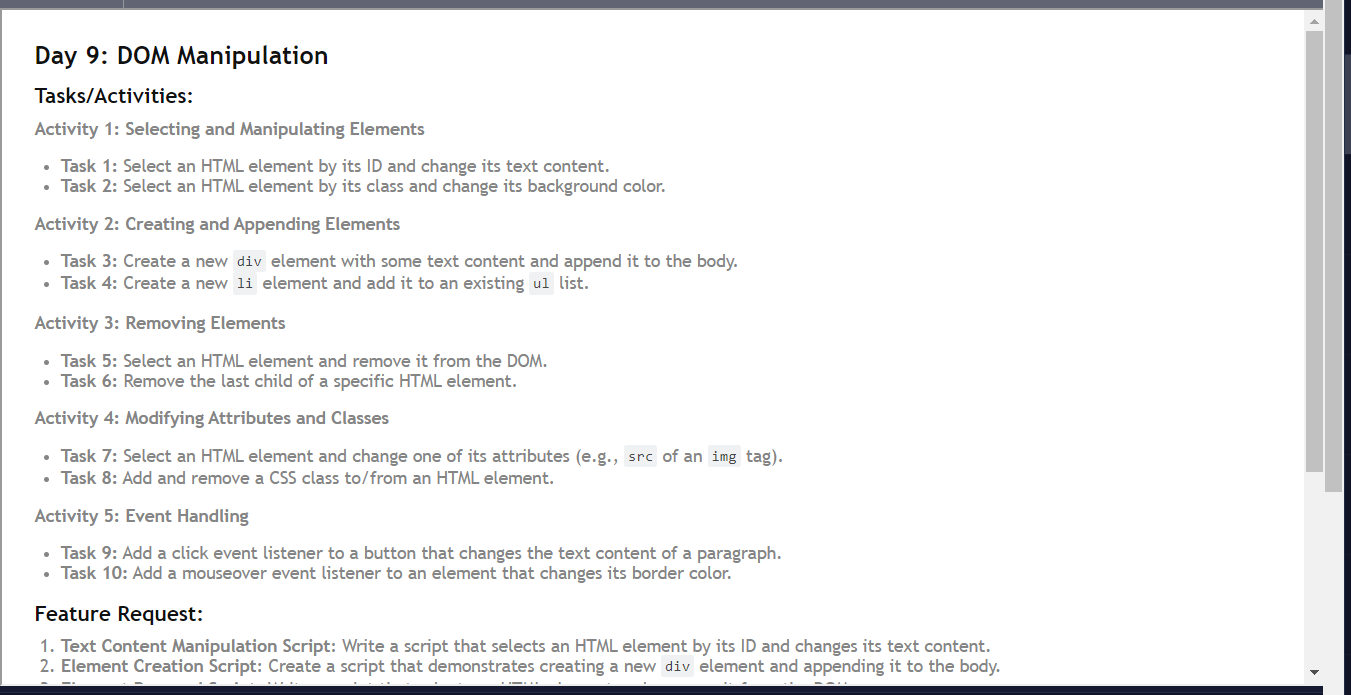 Day 9: DOM Manipulation
Tasks/Activities:
Activity 1: Selecting and Manipulating Elements
Task 1: Select an HTML element by its ID and change its text content.
Task 2: Select an HTML element by its class and change its background color.
Activity 2: Creating and Appending Elements
Task 3: Create a new div element with some text content and append it to the body.
Task 4: Create a new li element and add it to an existing ul list.
Activity 3: Removing Elements
Task 5: Select an HTML element and remove it from the DOM.
Task 6: Remove the last child of a specific HTML element.
Activity 4: Modifying Attributes and Classes
Task 7: Select an HTML element and change one of its attributes (e.g., src of an img tag).
Task 8: Add and remove a CSS class to/from an HTML element.
Activity 5: Event Handling
Task 9: Add a click event listener to a button that changes the text content of a paragraph.
Task 10: Add a mouseover event listener to an element that changes its border color.
Feature Request:
1. Text Content Manipulation Script: Write a script that selects an HTML element by its ID and changes its text content.
2. Element Creation Script: Create a script that demonstrates creating a new div element and appending it to the body.